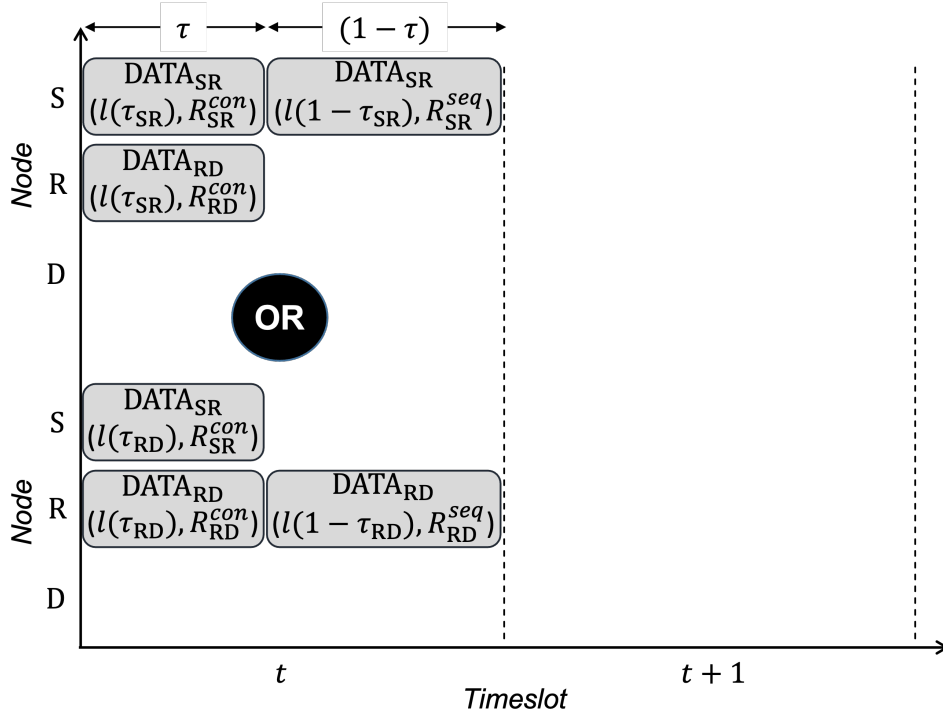 τ (1 − τ)
S
DATA_SR
(l(τ_SR), R_SR^con)
DATA_SR
(l(1 − τ_SR), R_SR^seq)
Node
R
DATA_RD
(l(τ_SR), R_RD^con)
D
OR
S
DATA_SR
(l(τ_RD), R_SR^con)
Node
R
DATA_RD
(l(τ_RD), R_RD^con)
DATA_RD
(l(1 − τ_RD), R_RD^seq)
D
t t + 1
Timeslot